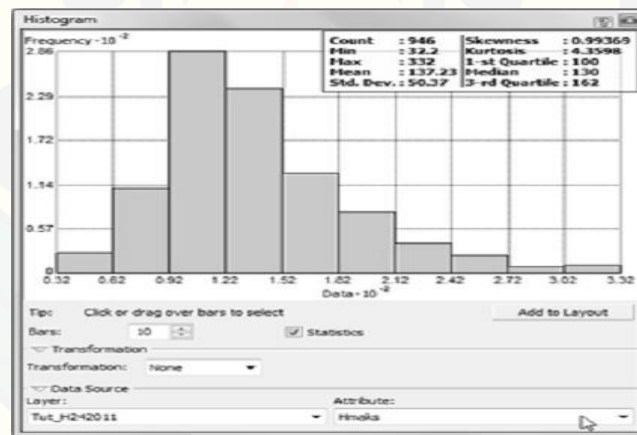 Histogram
Frequency · 10⁻²
Count : 946
Min : 32.2
Max : 332
Mean : 137.23
Std. Dev. : 50.37
Skewness : 0.99369
Kurtosis : 4.3598
1-st Quartile : 100
Median : 130
3-rd Quartile : 162
2.86
2.29
1.72
1.14
0.57
0
0.32 0.62 0.92 1.22 1.52 1.82 2.12 2.42 2.72 3.02 3.32
Data · 10⁻²
Tip: Click or drag over bars to select
Add to Layout
Bars: 10 Statistics
Transformation
Transformation: None
Data Source
Layer: Attribute:
Tut_H242011 Hmaks